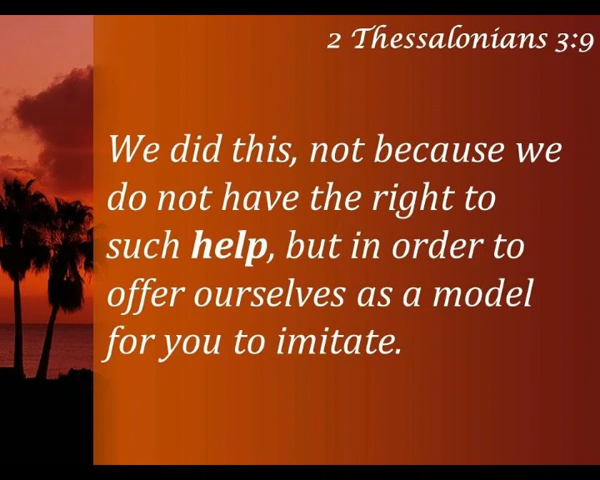 2 Thessalonians 3:9
We did this, not because we
do not have the right to
such help, but in order to
offer ourselves as a model
for you to imitate.